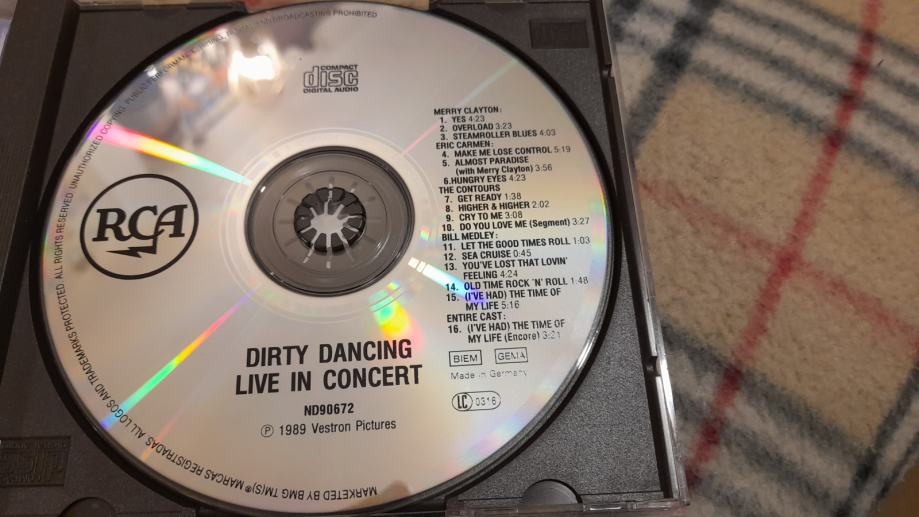 COMPACT
disc
DIGITAL AUDIO
MERRY CLAYTON:
1. YES 4:23
2. OVERLOAD 3:23
3. STEAMROLLER BLUES 4:03
ERIC CARMEN:
4. MAKE ME LOSE CONTROL 5:19
5. ALMOST PARADISE
(with Merry Clayton) 3:56
6.HUNGRY EYES 4:23
THE CONTOURS
7. GET READY 1:38
8. HIGHER & HIGHER 2:02
9. CRY TO ME 3:08
10. DO YOU LOVE ME (Segment) 3:27
BILL MEDLEY:
11. LET THE GOOD TIMES ROLL 1:03
12. SEA CRUISE 0:45
13. YOU'VE LOST THAT LOVIN'
FEELING 4:24
14. OLD TIME ROCK 'N' ROLL 1:48
15. (I'VE HAD) THE TIME OF
MY LIFE 5:16
ENTIRE CAST:
16. (I'VE HAD) THE TIME OF
MY LIFE (Encore) 3:21
BIEM GEMA
Made in Germany
LC 0316
RCA
DIRTY DANCING
LIVE IN CONCERT
ND90672
Ⓟ 1989 Vestron Pictures
MARKETED BY BMG TM(S)® MARCAS REGISTRADAS ALL LOGOS AND TRADEMARKS PROTECTED. ALL RIGHTS RESERVED. UNAUTHORIZED COPYING, PUBLIC AND BROADCASTING PROHIBITED